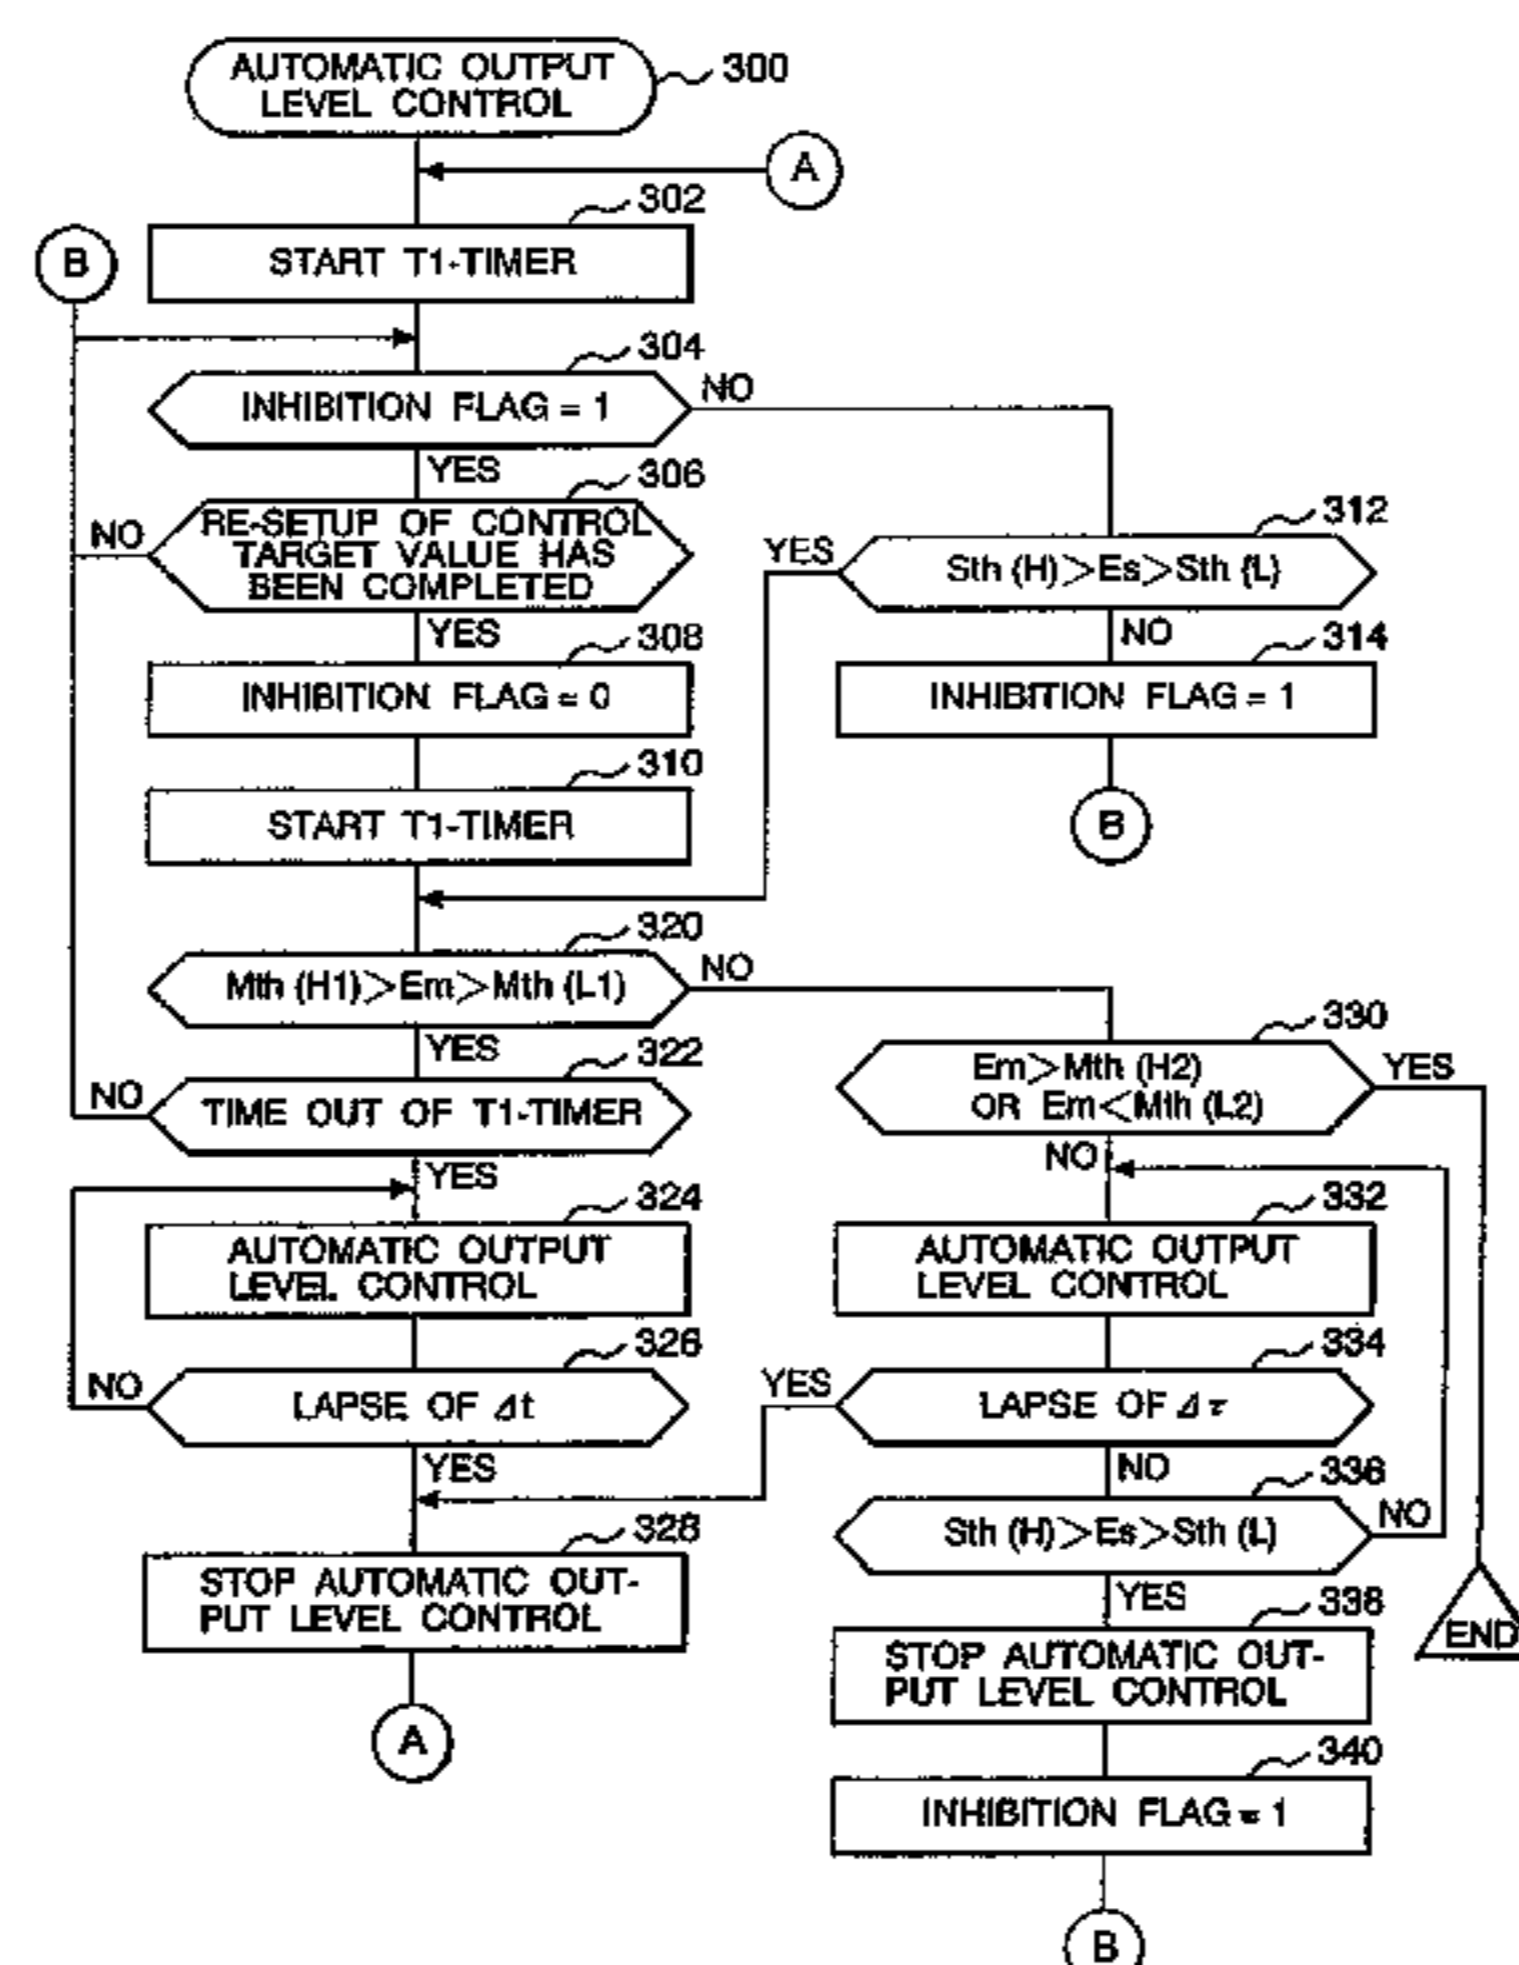 AUTOMATIC OUTPUT
LEVEL CONTROL
300
A
302
START T1-TIMER
B
304
INHIBITION FLAG = 1
NO
YES
306
RE-SETUP OF CONTROL
TARGET VALUE HAS
BEEN COMPLETED
NO
YES
308
INHIBITION FLAG = 0
310
START T1-TIMER
312
Sth (H)>Es>Sth (L)
YES
NO
314
INHIBITION FLAG = 1
B
320
Mth (H1)>Em>Mth (L1)
NO
YES
322
TIME OUT OF T1-TIMER
NO
YES
324
AUTOMATIC OUTPUT
LEVEL CONTROL
326
LAPSE OF Δt
NO
YES
328
STOP AUTOMATIC OUT-
PUT LEVEL CONTROL
A
330
Em>Mth (H2)
OR Em<Mth (L2)
YES
NO
332
AUTOMATIC OUTPUT
LEVEL CONTROL
334
LAPSE OF Δτ
YES
NO
336
Sth (H)>Es>Sth (L)
NO
YES
338
STOP AUTOMATIC OUT-
PUT LEVEL CONTROL
END
340
INHIBITION FLAG = 1
B